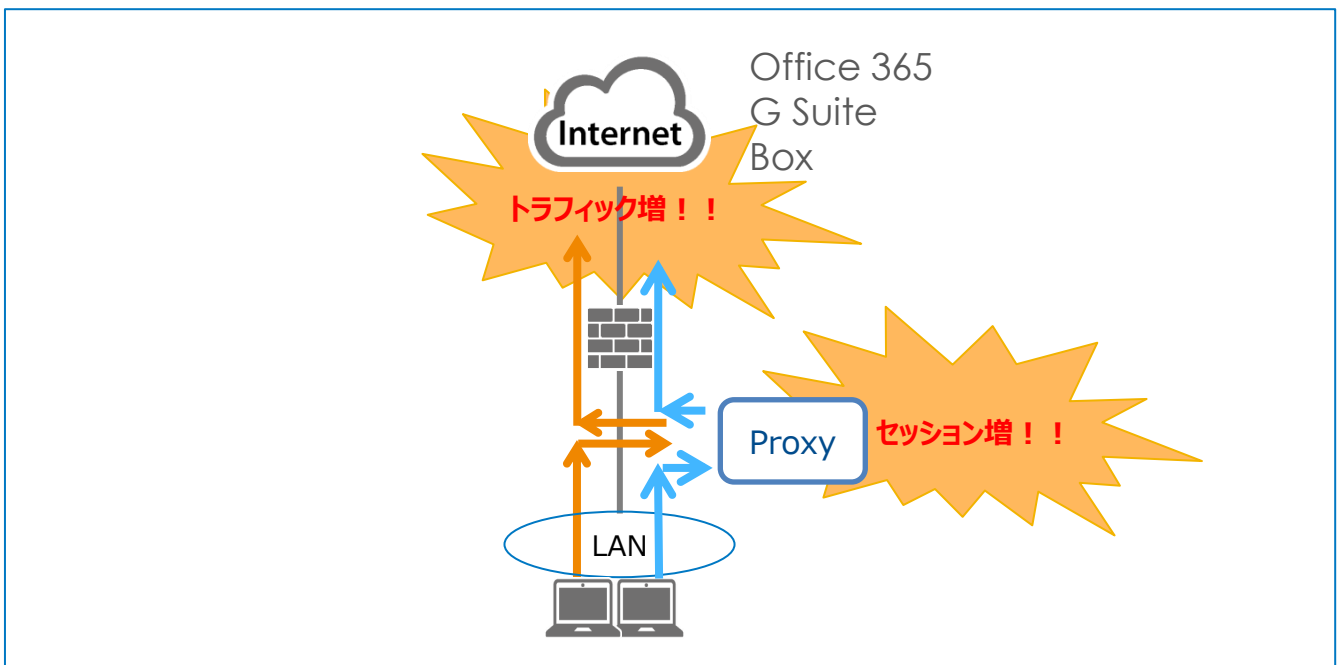 Office 365
G Suite
Box
Internet
トラフィック増！！
Proxy
セッション増！！
LAN